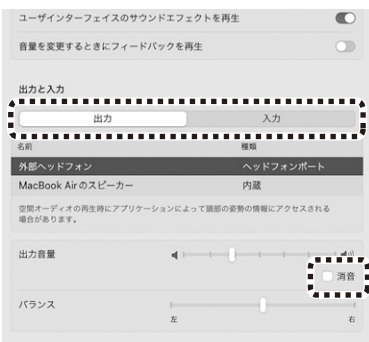 ユーザインターフェイスのサウンドエフェクトを再生
音量を変更するときにフィードバックを再生
出力と入力
出力 入力
名前 種類
外部ヘッドフォン ヘッドフォンポート
MacBook Airのスピーカー 内蔵
空間オーディオの再生時にアプリケーションによって頭部の姿勢の情報にアクセスされる
場合があります。
出力音量
消音
バランス
左 右